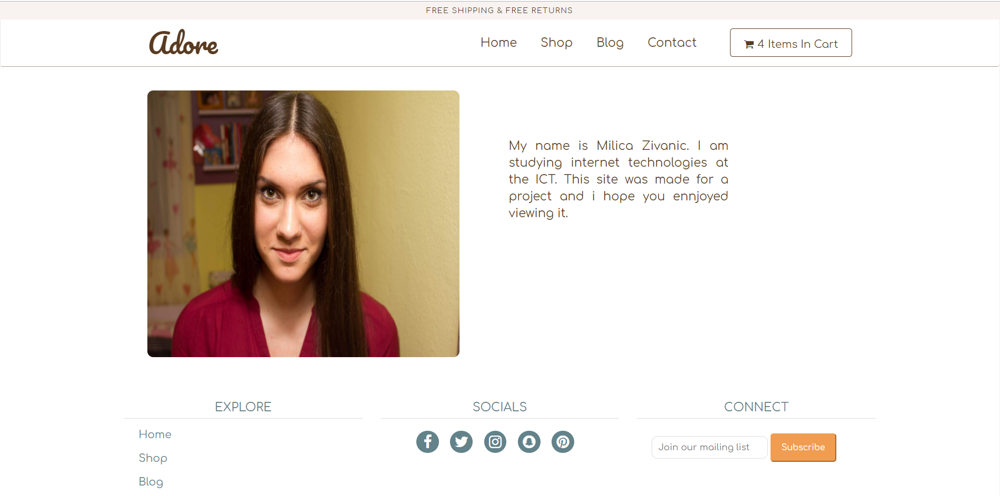 FREE SHIPPING & FREE RETURNS
Adore
Home Shop Blog Contact 4 Items In Cart
My name is Milica Zivanic. I am
studying internet technologies at
the ICT. This site was made for a
project and i hope you ennjoyed
viewing it.
EXPLORE
Home
Shop
Blog
SOCIALS
CONNECT
Join our mailing list Subscribe